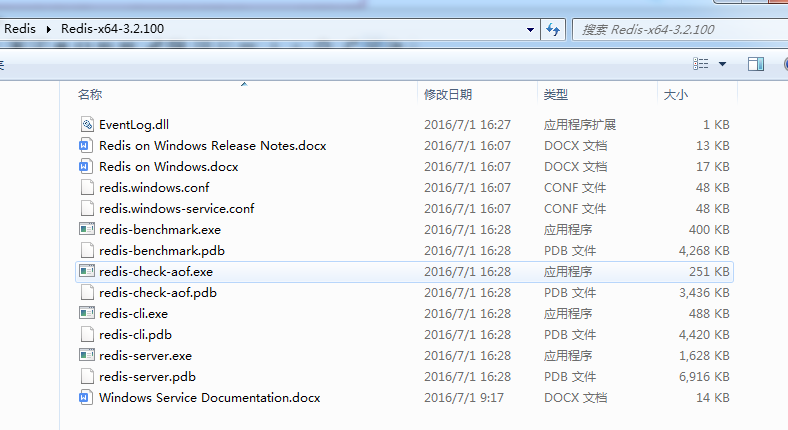 Redis Redis-x64-3.2.100 搜索 Redis-x64-3.2.100
名称 修改日期 类型 大小
EventLog.dll 2016/7/1 16:27 应用程序扩展 1 KB
Redis on Windows Release Notes.docx 2016/7/1 16:07 DOCX 文档 13 KB
Redis on Windows.docx 2016/7/1 16:07 DOCX 文档 17 KB
redis.windows.conf 2016/7/1 16:07 CONF 文件 48 KB
redis.windows-service.conf 2016/7/1 16:07 CONF 文件 48 KB
redis-benchmark.exe 2016/7/1 16:28 应用程序 400 KB
redis-benchmark.pdb 2016/7/1 16:28 PDB 文件 4,268 KB
redis-check-aof.exe 2016/7/1 16:28 应用程序 251 KB
redis-check-aof.pdb 2016/7/1 16:28 PDB 文件 3,436 KB
redis-cli.exe 2016/7/1 16:28 应用程序 488 KB
redis-cli.pdb 2016/7/1 16:28 PDB 文件 4,420 KB
redis-server.exe 2016/7/1 16:28 应用程序 1,628 KB
redis-server.pdb 2016/7/1 16:28 PDB 文件 6,916 KB
Windows Service Documentation.docx 2016/7/1 9:17 DOCX 文档 14 KB